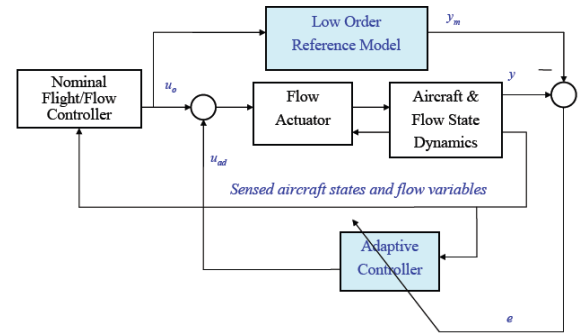 Low Order
Reference Model
y_m
Nominal
Flight/Flow
Controller
u_o
Flow
Actuator
Aircraft &
Flow State
Dynamics
y
u_ad
Sensed aircraft states and flow variables
Adaptive
Controller
e